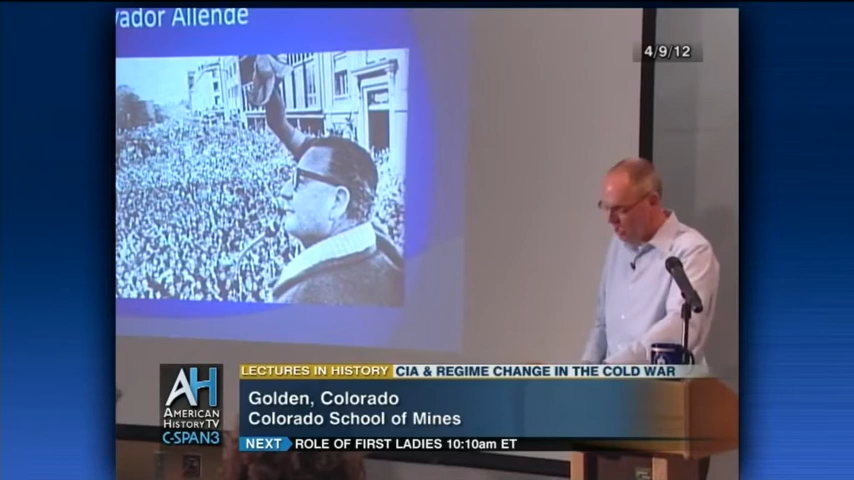 vador Allende
4/9/12
LECTURES IN HISTORY CIA & REGIME CHANGE IN THE COLD WAR
AH
AMERICAN
HISTORY TV
C-SPAN3
Golden, Colorado
Colorado School of Mines
NEXT ROLE OF FIRST LADIES 10:10am ET